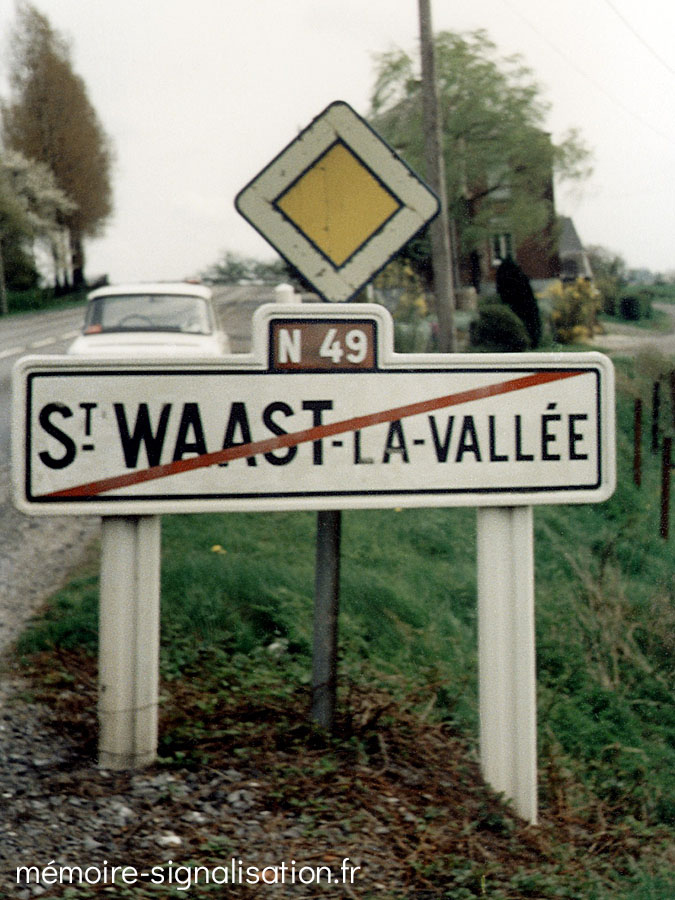 N 49
ST. WAAST-LA-VALLÉE
mémoire-signalisation.fr